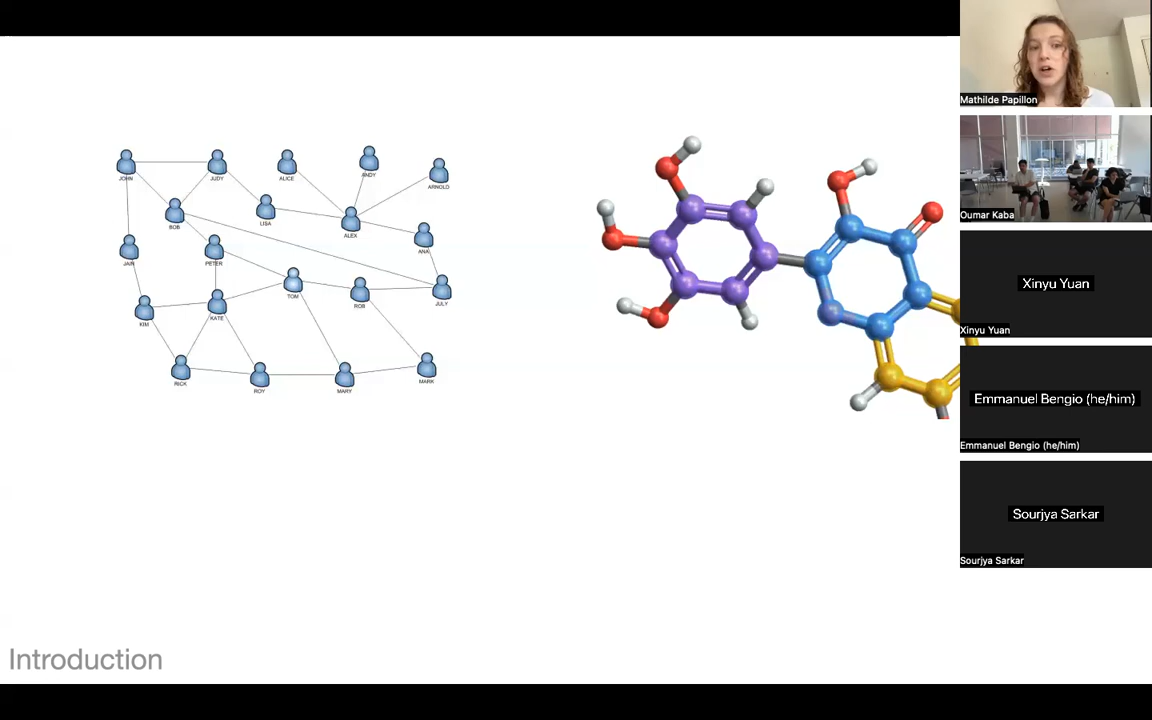 JOHN
JUDY
ALICE
ANDY
ARNOLD
BOB
LISA
ALEX
ANA
JAIR
PETER
TOM
ROB
JULY
KIM
KATE
RICK
ROY
MARY
MARK
Introduction
Mathilde Papillon
Oumar Kaba
Xinyu Yuan
Xinyu Yuan
Emmanuel Bengio (he/him)
Emmanuel Bengio (he/him)
Sourjya Sarkar
Sourjya Sarkar